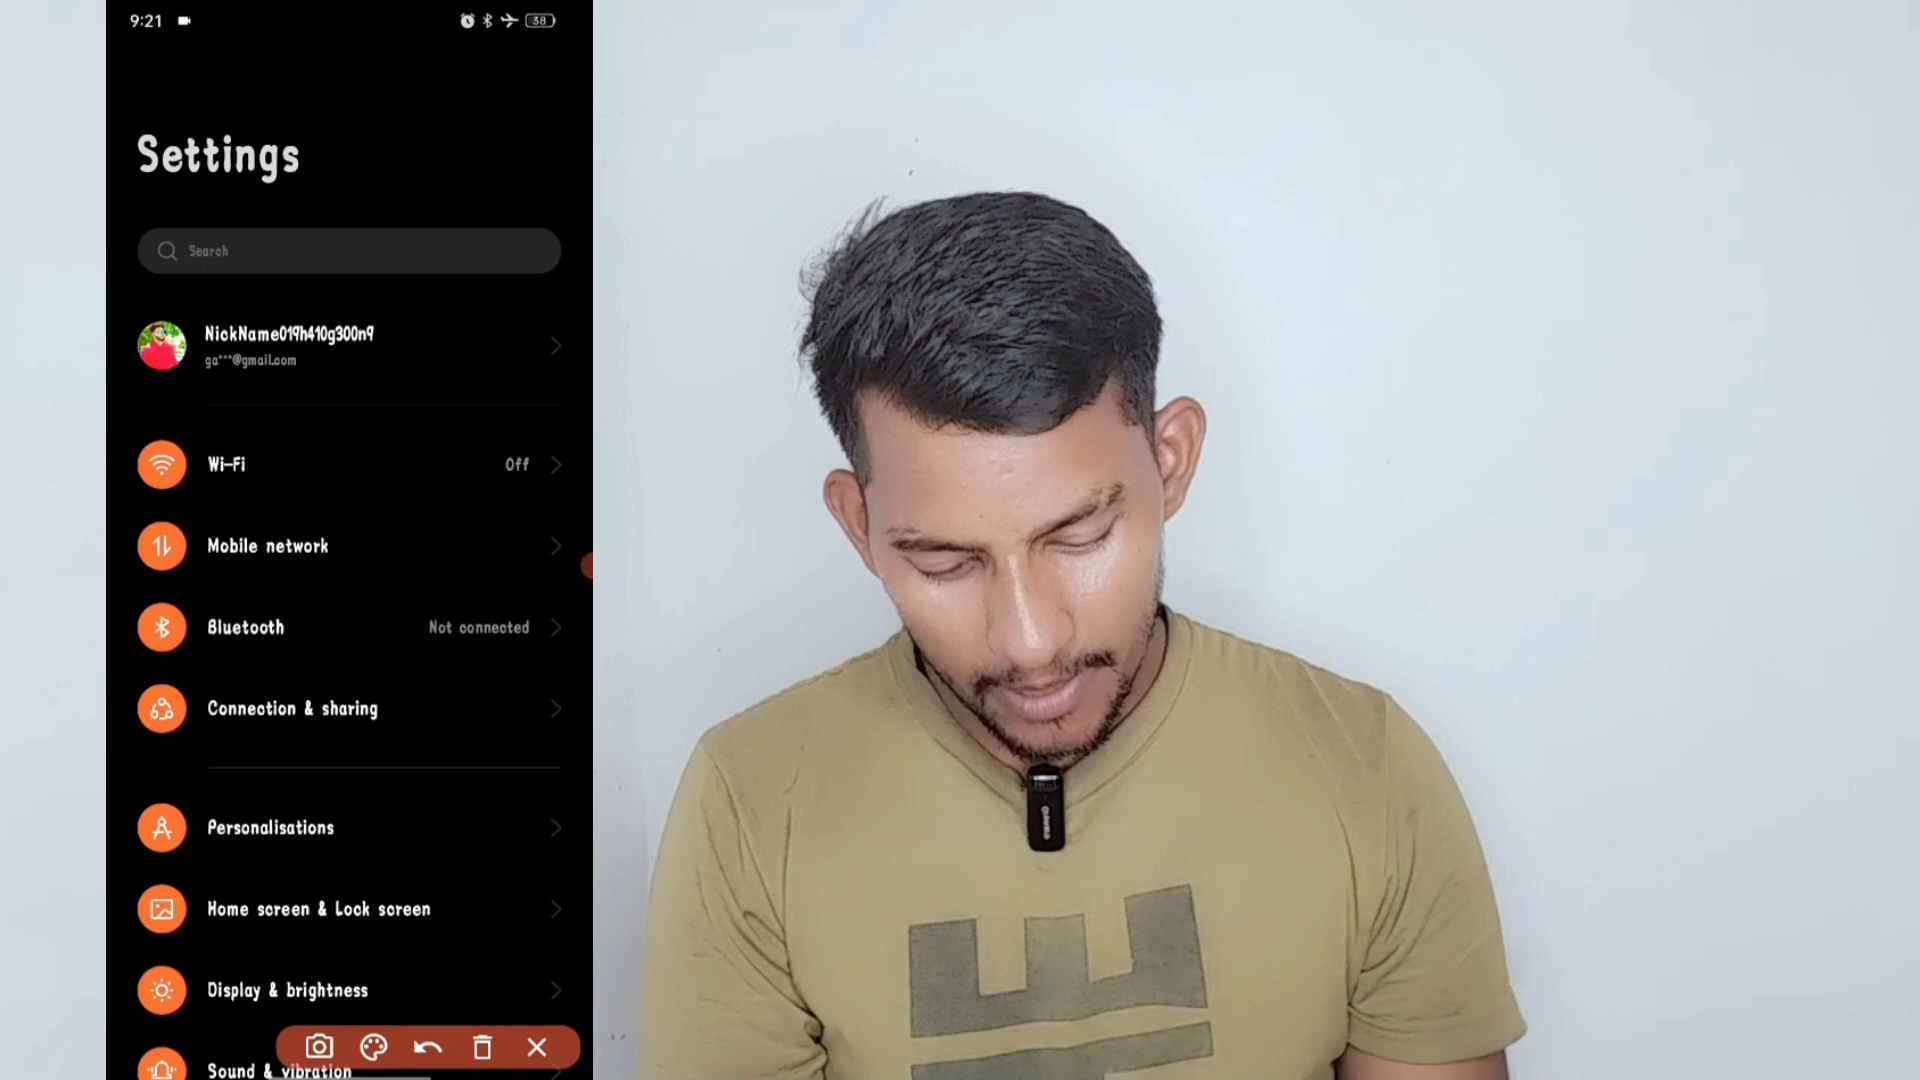 9:21
38
Settings
Search
NickName019h410g300n9
ga***@gmail.com
Wi-Fi
Off
Mobile network
Bluetooth
Not connected
Connection & sharing
Personalisations
Home screen & Lock screen
Display & brightness
Sound & vibration